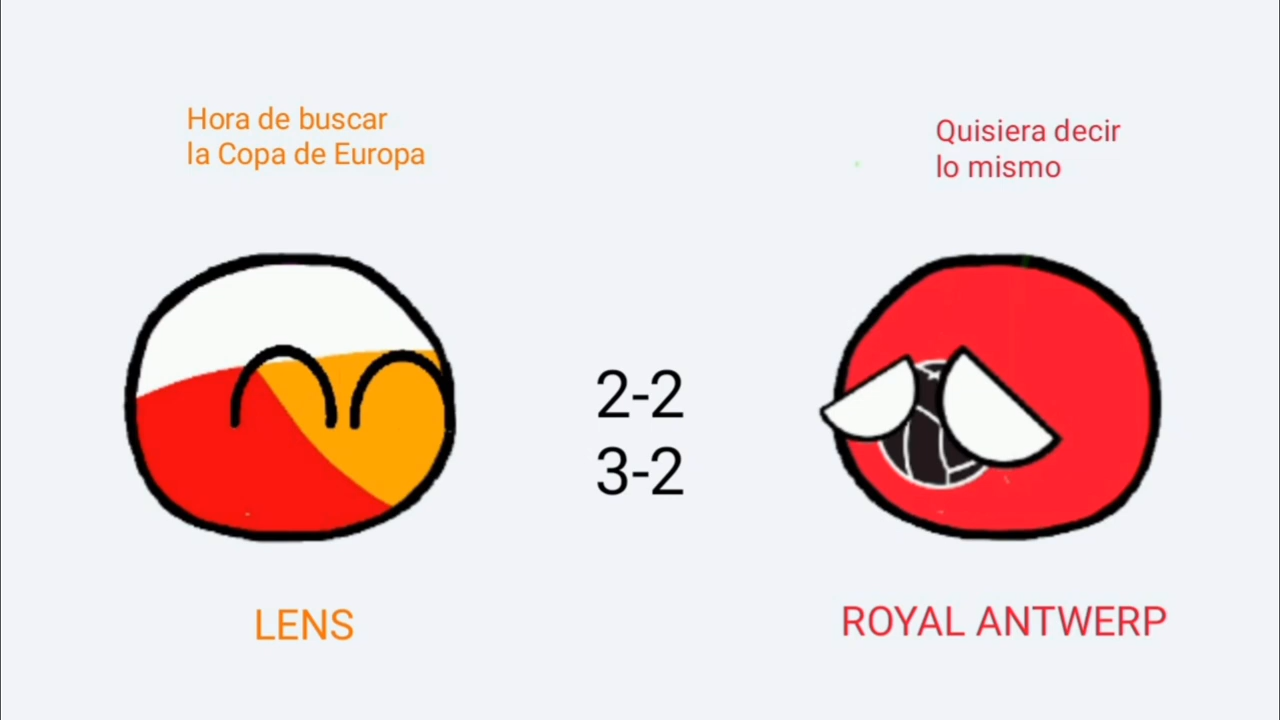 Hora de buscar
la Copa de Europa
Quisiera decir
lo mismo
2-2
3-2
LENS
ROYAL ANTWERP